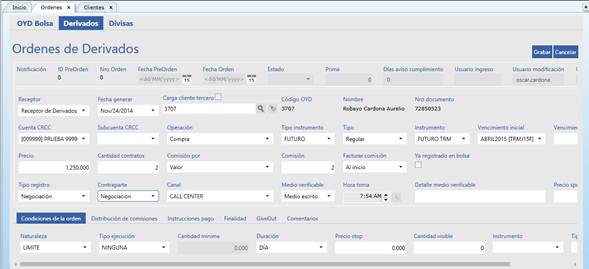 Inicio Ordenes x Clientes x
OYD Bolsa Derivados Divisas
Ordenes de Derivados
Grabar Cancelar
Notificación ID PreOrden Nro Orden Fecha PreOrden Fecha Orden Estado Prima Días aviso cumplimiento Usuario ingreso Usuario modificación
0 0 <dd/MM/yyyy> 15 <dd/MM/yyyy> 15 0 0 oscar.cardona
Receptor Fecha generar Carga cliente tercero Código OYD Nombre Nro documento
Receptor de Derivados Nov/24/2014 3707 3707 Robayo Cardona Aurelio 72850523
Cuenta CRCC Subcuenta CRCC Operación Tipo instrumento Tipo Instrumento Vencimiento inicial Vencimien
[009999] PRUEBA 9999 Compra FUTURO Regular FUTURO TRM ABRIL2015 [TRMJ15F]
Precio Cantidad contratos Comisión por Comisión Facturar comisión Ya registrado en bolsa
1,250.000 2 Valor 2 Al inicio
Tipo registro Contraparte Canal Medio verificable Hora toma Detalle medio verificable Precio sp
Negociación Negociación CALL CENTER Medio escrito 7:54 AM
Condiciones de la orden Distribución de comisiones Instrucciones pago Finalidad GiveOut Comentarios
Naturaleza Tipo ejecución Cantidad minima Duración Precio stop Cantidad visible Instrumento Tip
LIMITE NINGUNA 0.000 DÍA 0.000 0